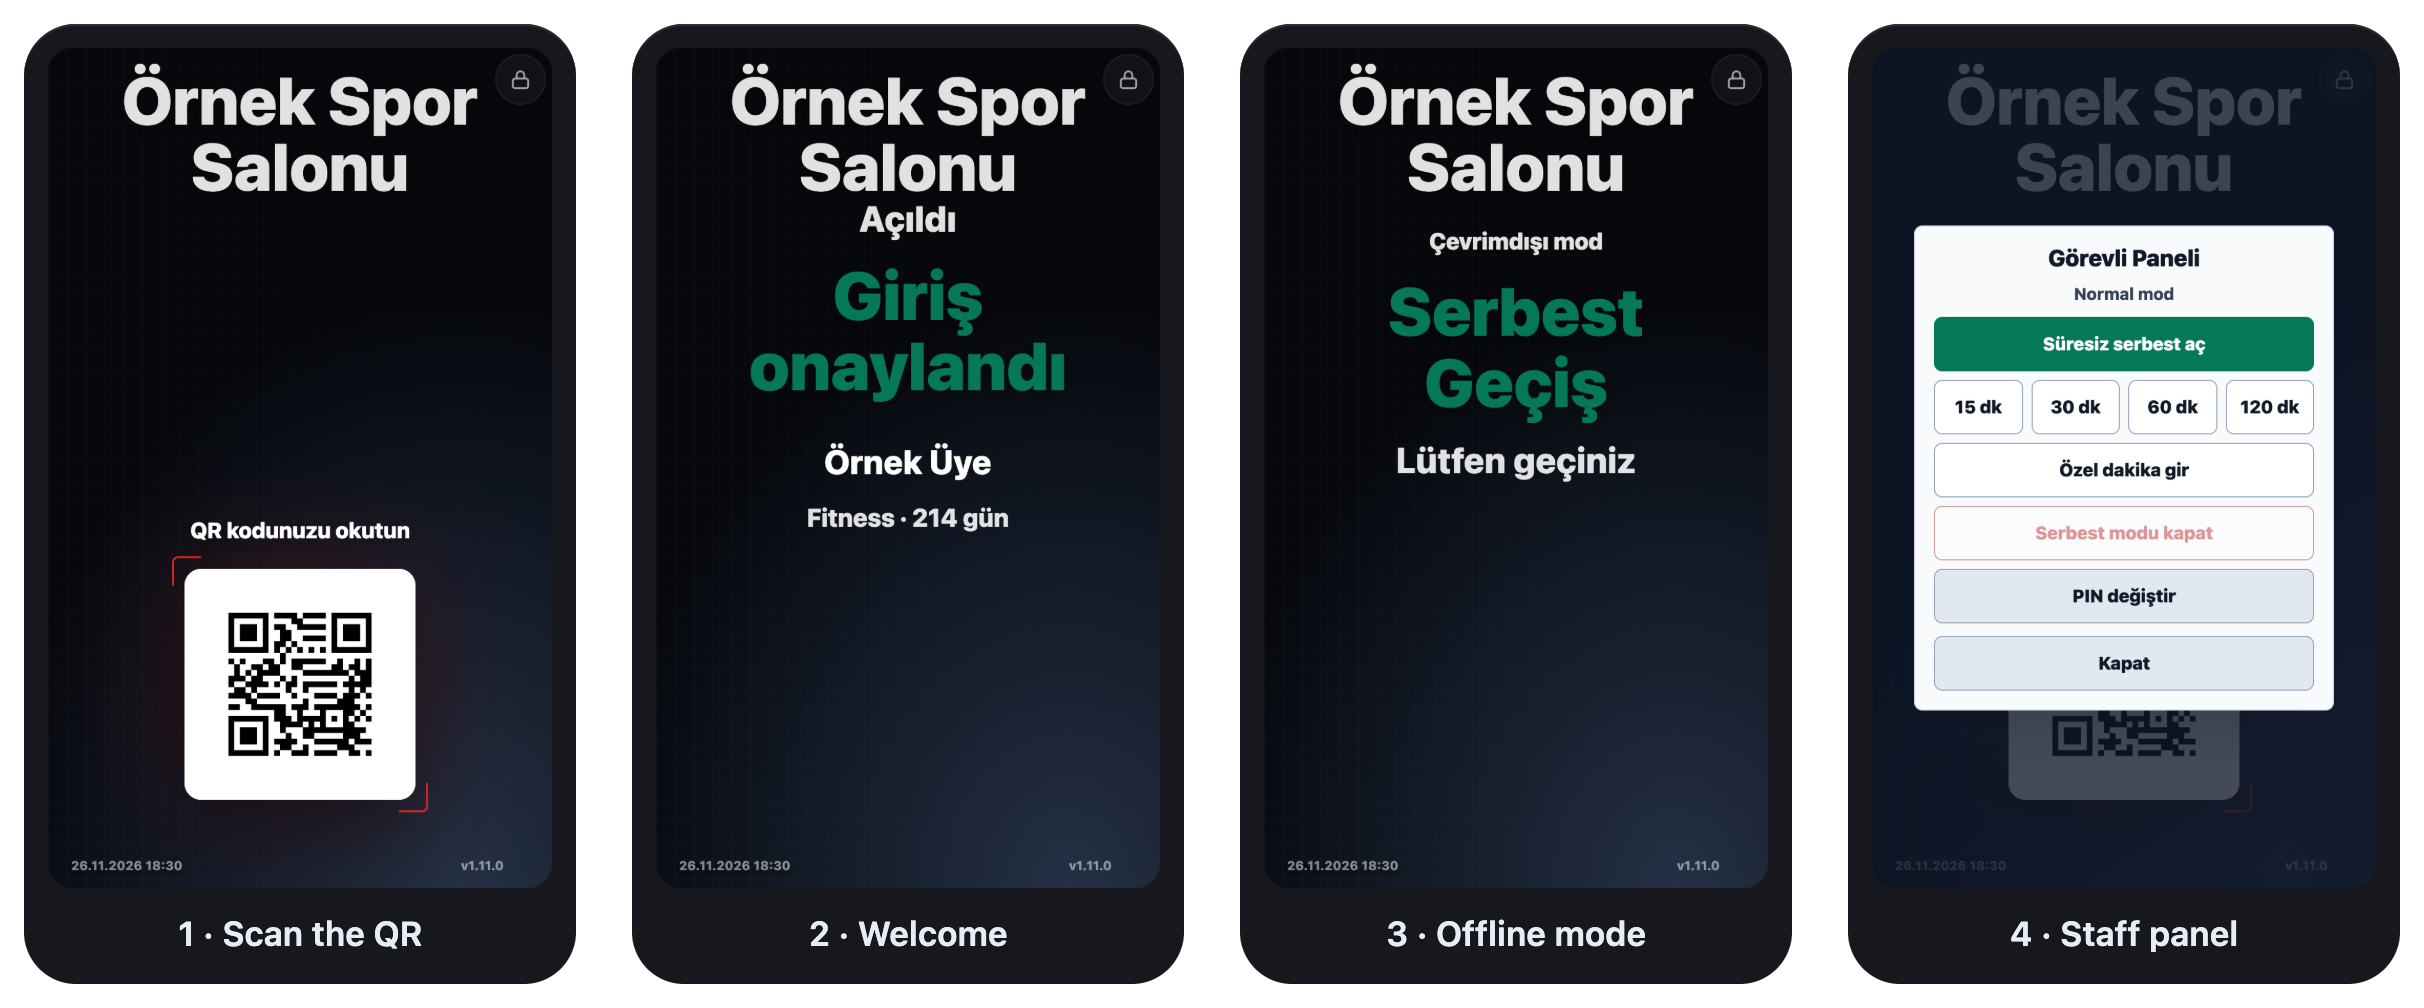 Örnek Spor
Salonu
QR kodunuzu okutun
26.11.2026 18:30
v1.11.0
1 · Scan the QR
Örnek Spor
Salonu
Açıldı
Giriş
onaylandı
Örnek Üye
Fitness · 214 gün
26.11.2026 18:30
v1.11.0
2 · Welcome
Örnek Spor
Salonu
Çevrimdışı mod
Serbest
Geçiş
Lütfen geçiniz
26.11.2026 18:30
v1.11.0
3 · Offline mode
Örnek Spor
Salonu
Görevli Paneli
Normal mod
Süresiz serbest aç
15 dk
30 dk
60 dk
120 dk
Özel dakika gir
Serbest modu kapat
PIN değiştir
Kapat
26.11.2026 18:30
v1.11.0
4 · Staff panel